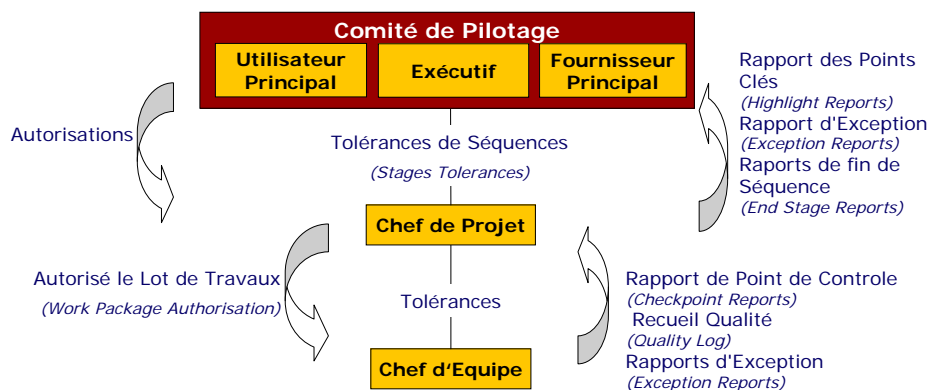 Comité de Pilotage
Utilisateur
Principal
Exécutif
Fournisseur
Principal
Autorisations
Tolérances de Séquences
(Stages Tolerances)
Rapport des Points
Clés
(Highlight Reports)
Rapport d'Exception
(Exception Reports)
Raports de fin de
Séquence
(End Stage Reports)
Chef de Projet
Autorisé le Lot de Travaux
(Work Package Authorisation)
Tolérances
Rapport de Point de Controle
(Checkpoint Reports)
Recueil Qualité
(Quality Log)
Rapports d'Exception
(Exception Reports)
Chef d‘Equipe